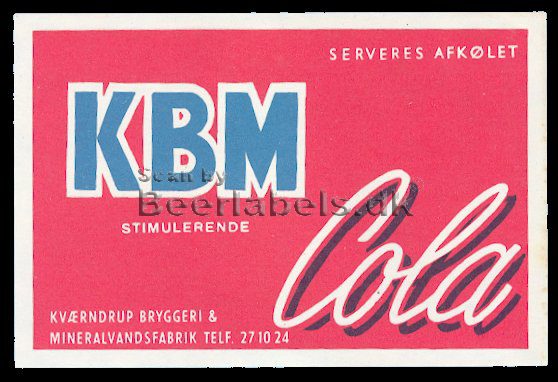 SERVERES AFKØLET
KBM
Scan by
Beerlabels.dk
STIMULERENDE
Cola
KVÆRNDRUP BRYGGERI &
MINERALVANDSFABRIK TELF. 27 10 24